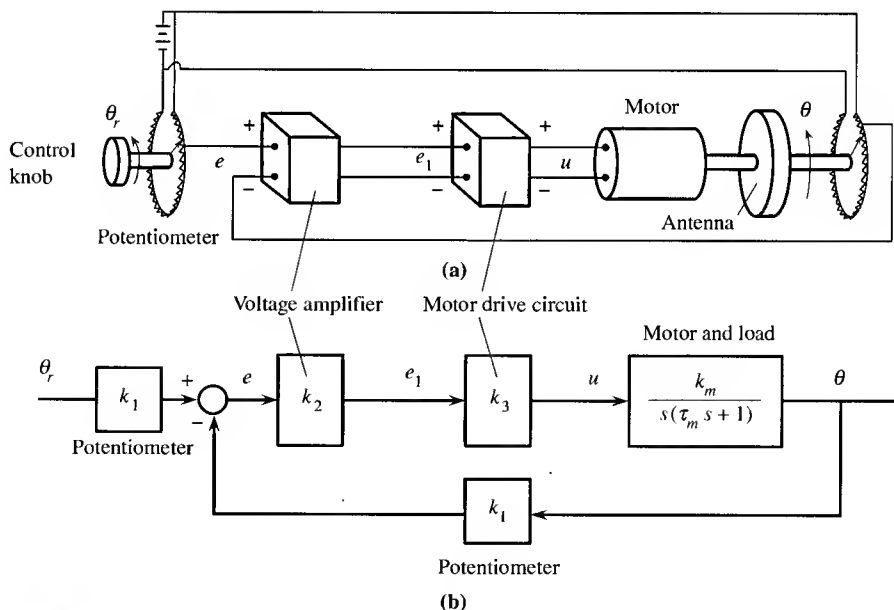 Control
knob
θr
Potentiometer
+
−
e
Voltage amplifier
e1
+
−
Motor drive circuit
+
−
u
Motor
Antenna
θ
(a)
θr
k1
Potentiometer
+
−
e
k2
e1
k3
u
Motor and load
km
s(τm s + 1)
θ
k1
Potentiometer
(b)